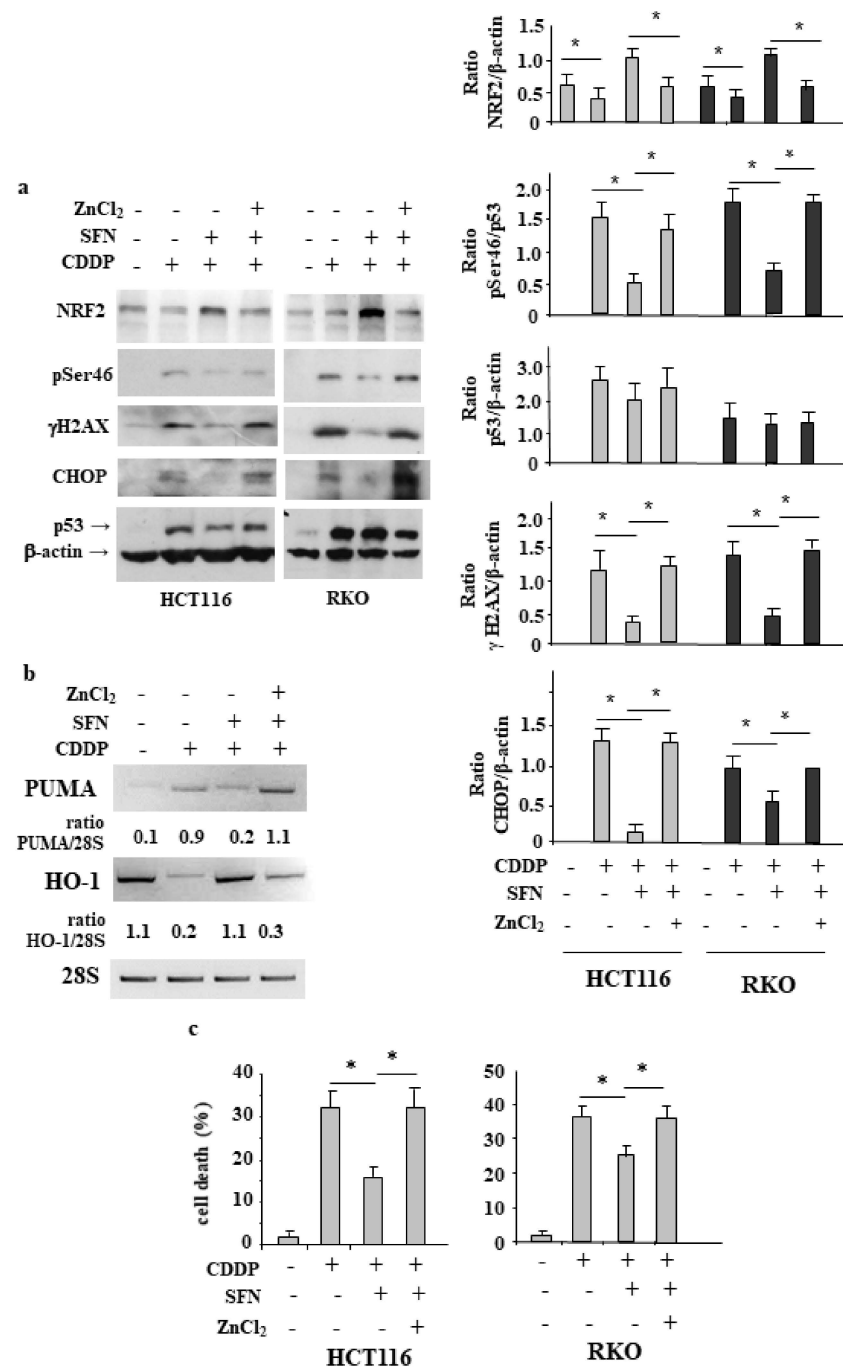 a
ZnCl2 - - - + - - - +
SFN - - + + - - + +
CDDP - + + + - + + +
NRF2
pSer46
γH2AX
CHOP
p53 →
β-actin →
HCT116 RKO
b
ZnCl2 - - - +
SFN - - + +
CDDP - + + +
PUMA
ratio
PUMA/28S 0.1 0.9 0.2 1.1
HO-1
ratio
HO-1/28S 1.1 0.2 1.1 0.3
28S
Ratio
NRF2/β-actin
1.5
1.0
0.5
0
* * * *
Ratio
pSer46/p53
2.0
1.5
1.0
0.5
0
* * * *
Ratio
p53/β-actin
3.0
2.0
1.0
0
Ratio
γ H2AX/β-actin
2.0
1.5
1.0
0.5
0
* * * *
Ratio
CHOP/β-actin
1.5
1.0
0.5
0
* * * *
CDDP - + + + - + + +
SFN - + + - + +
ZnCl2 - + - +
HCT116 RKO
c
cell death (%)
40
30
20
10
0
* *
CDDP - + + +
SFN - - + +
ZnCl2 - - - +
HCT116
50
40
30
20
10
0
* *
- + + +
- - + +
- - - +
RKO